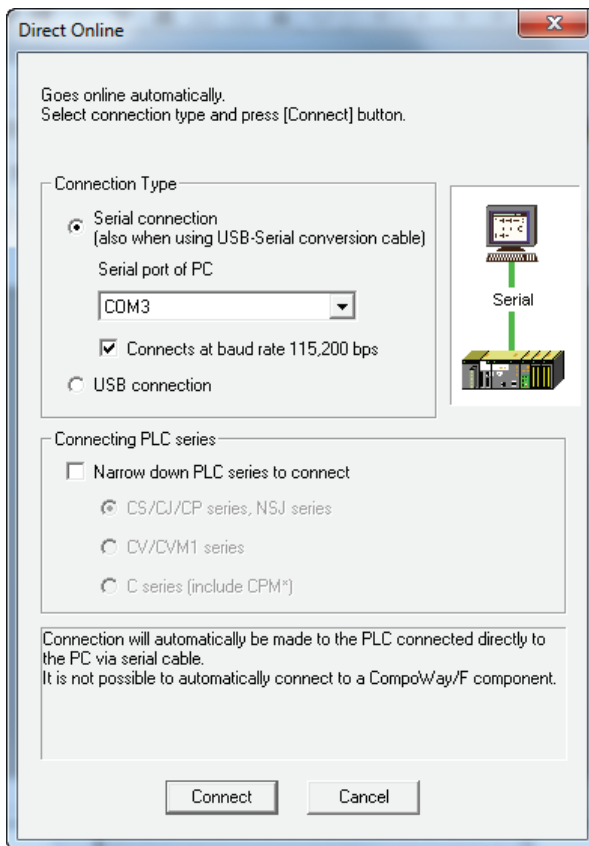 Direct Online
Goes online automatically.
Select connection type and press [Connect] button.
Connection Type
Serial connection
(also when using USB-Serial conversion cable)
Serial port of PC
COM3
Connects at baud rate 115,200 bps
USB connection
Serial
Connecting PLC series
Narrow down PLC series to connect
CS/CJ/CP series, NSJ series
CV/CVM1 series
C series (include CPM*)
Connection will automatically be made to the PLC connected directly to
the PC via serial cable.
It is not possible to automatically connect to a CompoWay/F component.
Connect
Cancel